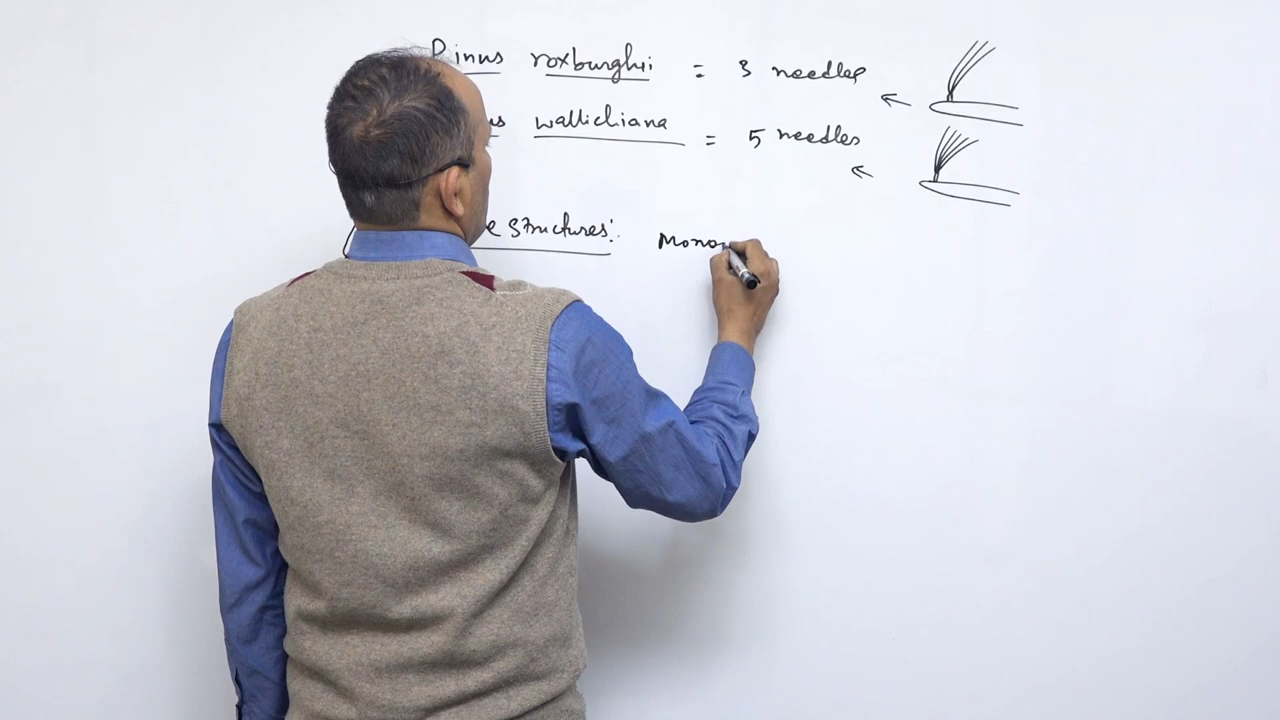 Pinus roxburghii = 3 needles
wallichiana = 5 needles
structures: Mono